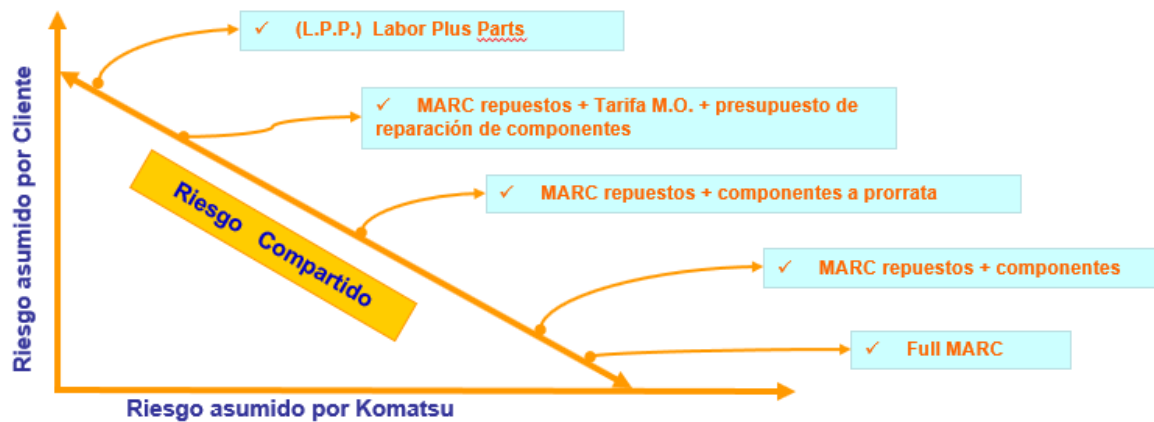 ✓ (L.P.P.) Labor Plus Parts
✓ MARC repuestos + Tarifa M.O. + presupuesto de
reparación de componentes
✓ MARC repuestos + componentes a prorrata
✓ MARC repuestos + componentes
✓ Full MARC
Riesgo Compartido
Riesgo asumido por Cliente
Riesgo asumido por Komatsu